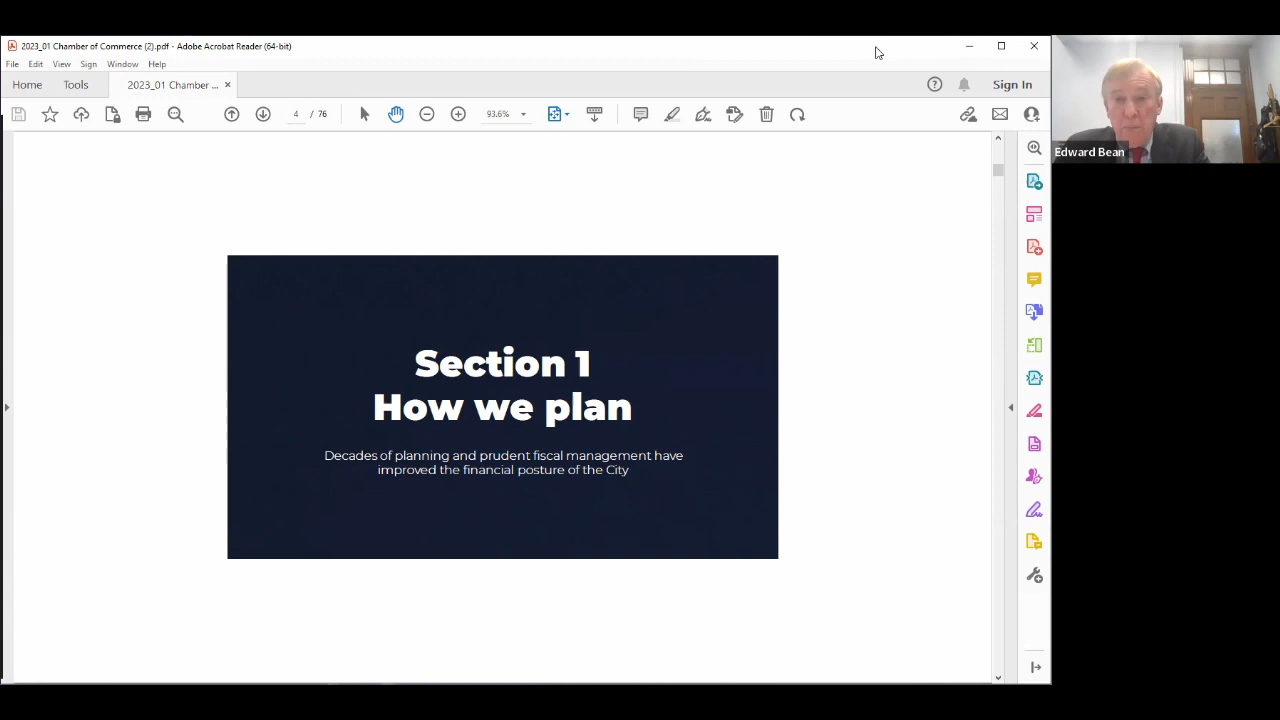 2023_01 Chamber of Commerce (2).pdf - Adobe Acrobat Reader (64-bit)
File Edit View Sign Window Help
Home Tools 2023_01 Chamber ... Sign In
4 / 76 93.6%
Edward Bean
Section 1
How we plan
Decades of planning and prudent fiscal management have
improved the financial posture of the City